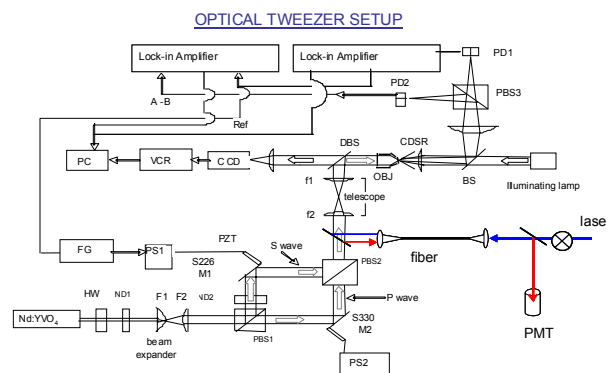 OPTICAL TWEEZER SETUP
Lock-in Amplifier
Lock-in Amplifier
PD1
PD2
PBS3
A -B
Ref
DBS
CDSR
PC
VCR
C CD
OBJ
BS
Illuminating lamp
f1
telescope
f2
lase
PZT
S wave
FG
PS1
S226
M1
PBS2
fiber
P wave
HW
ND1
F1
F2
ND2
S330
M2
PMT
Nd:YVO4
beam
expander
PBS1
PS2